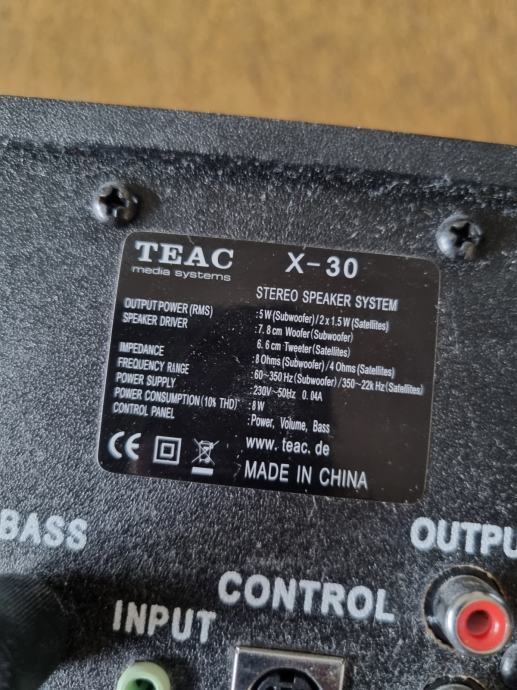 TEAC X-30
media systems
STEREO SPEAKER SYSTEM
OUTPUT POWER (RMS) : 5W (Subwoofer) / 2 x 1.5W (Satellites)
SPEAKER DRIVER : 7. 8 cm Woofer (Subwoofer)
6. 6 cm Tweeter (Satellites)
IMPEDANCE : 8 Ohms (Subwoofer) / 4 Ohms (Satellites)
FREQUENCY RANGE : 60~350 Hz (Subwoofer) / 350~22k Hz (Satellites)
POWER SUPPLY : 230V~50Hz 0. 04A
POWER CONSUMPTION (10% THD) : 8 W
CONTROL PANEL : Power, Volume, Bass
CE www. teac. de
MADE IN CHINA
BASS
OUTPU
CONTROL
INPUT